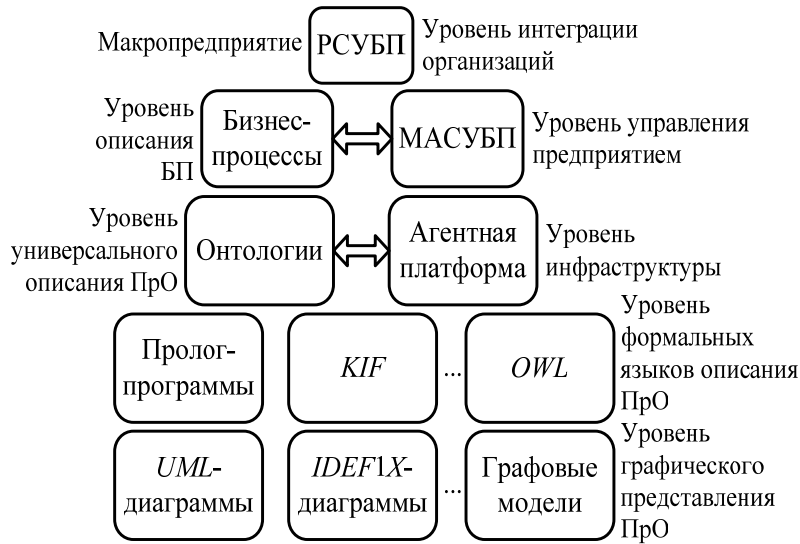 Макропредприятие
РСУБП
Уровень интеграции
организаций
Уровень
описания
БП
Бизнес-
процессы
МАСУБП
Уровень управления
предприятием
Уровень
универсального
описания ПрО
Онтологии
Агентная
платформа
Уровень
инфраструктуры
Пролог-
программы
KIF
...
OWL
Уровень
формальных
языков описания
ПрО
UML-
диаграммы
IDEF1X-
диаграммы
...
Графовые
модели
Уровень
графического
представления
ПрО